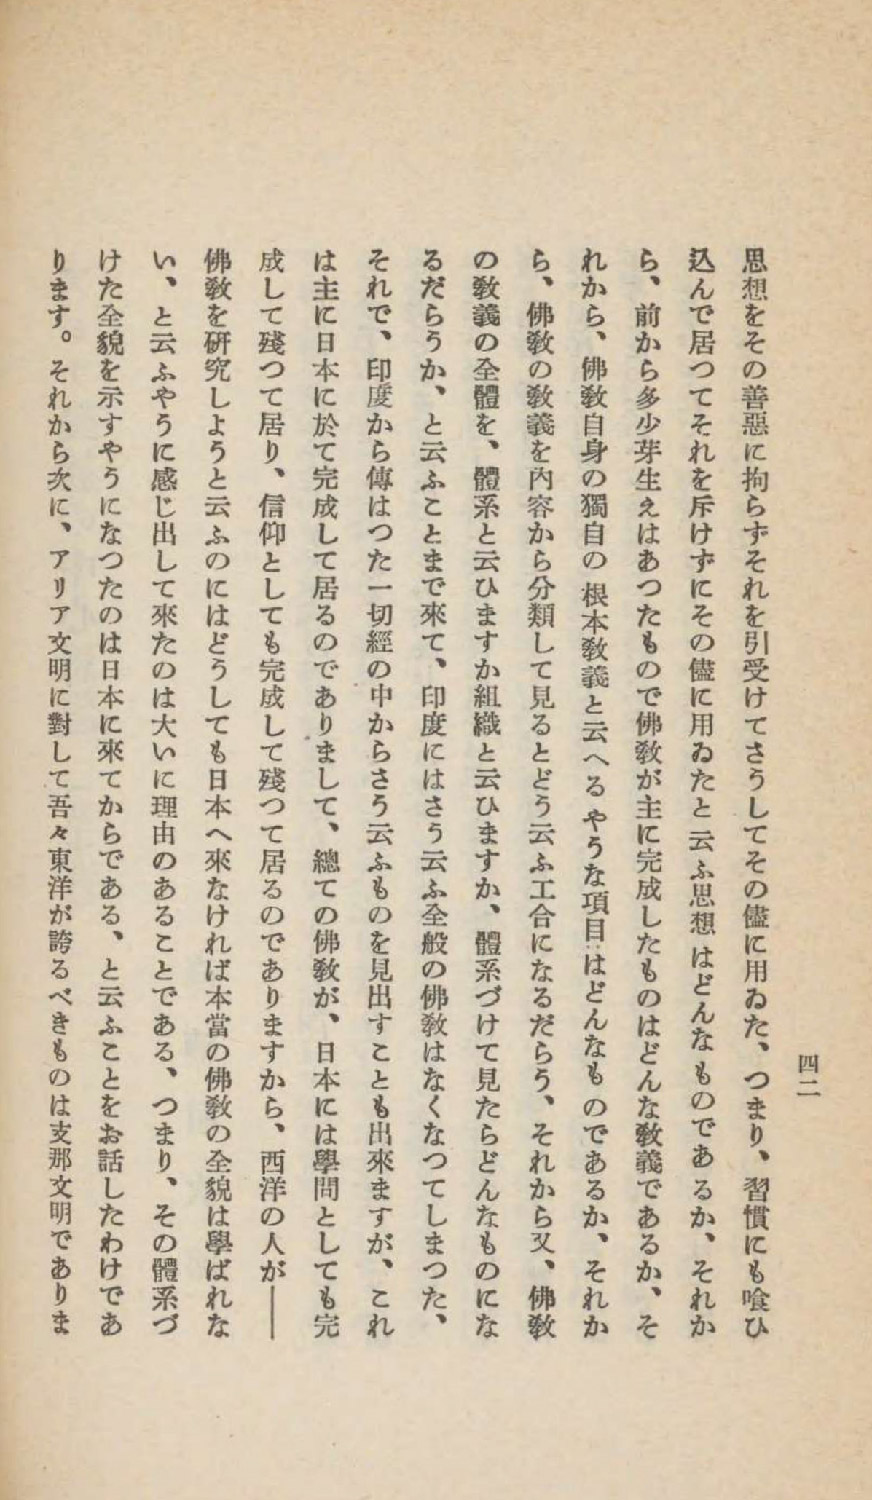 四二
思想をその善惡に拘らずそれを引受けてさうしてその儘に用ゐた、つまり、習慣にも喰ひ
込んで居つてそれを斥けずにその儘に用ゐたと云ふ思想はどんなものであるか、それか
ら、前から多少芽生えはあつたもので佛敎が主に完成したものはどんな敎義であるか、そ
れから、佛敎自身の獨自の根本敎義と云へるやうな項目はどんなものであるか、それか
ら、佛敎の敎義を內容から分類して見るとどう云ふ工合になるだらう、それから又、佛敎
の敎義の全體を、體系と云ひますか組織と云ひますか、體系づけて見たらどんなものにな
るだらうか、と云ふことまで來て、印度にはさう云ふ全般の佛敎はなくなつてしまつた、
それで、印度から傳はつた一切經の中からさう云ふものを見出すことも出來ますが、これ
は主に日本に於て完成して居るのでありまして、總ての佛敎が、日本には學問としても完
成して殘つて居り、信仰としても完成して殘つて居るのでありますから、西洋の人が――
佛敎を硏究しようと云ふのにはどうしても日本へ來なければ本當の佛敎の全貌は學ばれな
い、と云ふやうに感じ出して來たのは大いに理由のあることである、つまり、その體系づ
けた全貌を示すやうになつたのは日本に來てからである、と云ふことをお話したわけであ
ります。それから次に、アリア文明に對して吾々東洋が誇るべきものは支那文明でありま